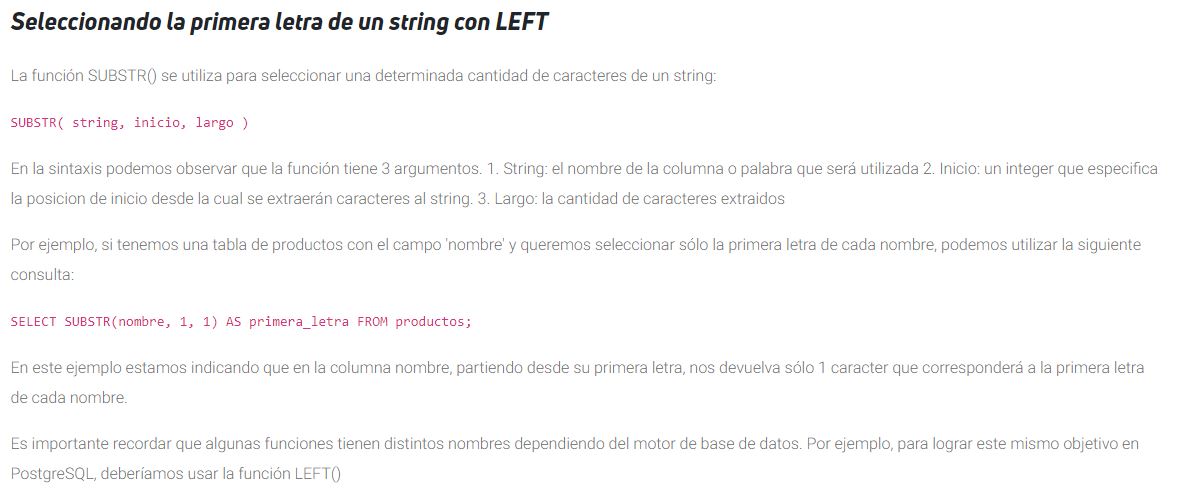 Seleccionando la primera letra de un string con LEFT
La función SUBSTR() se utiliza para seleccionar una determinada cantidad de caracteres de un string:
SUBSTR( string, inicio, largo )
En la sintaxis podemos observar que la función tiene 3 argumentos. 1. String: el nombre de la columna o palabra que será utilizada 2. Inicio: un integer que especifica
la posicion de inicio desde la cual se extraerán caracteres al string. 3. Largo: la cantidad de caracteres extraidos
Por ejemplo, si tenemos una tabla de productos con el campo 'nombre' y queremos seleccionar sólo la primera letra de cada nombre, podemos utilizar la siguiente
consulta:
SELECT SUBSTR(nombre, 1, 1) AS primera_letra FROM productos;
En este ejemplo estamos indicando que en la columna nombre, partiendo desde su primera letra, nos devuelva sólo 1 caracter que corresponderá a la primera letra
de cada nombre.
Es importante recordar que algunas funciones tienen distintos nombres dependiendo del motor de base de datos. Por ejemplo, para lograr este mismo objetivo en
PostgreSQL, deberíamos usar la función LEFT()